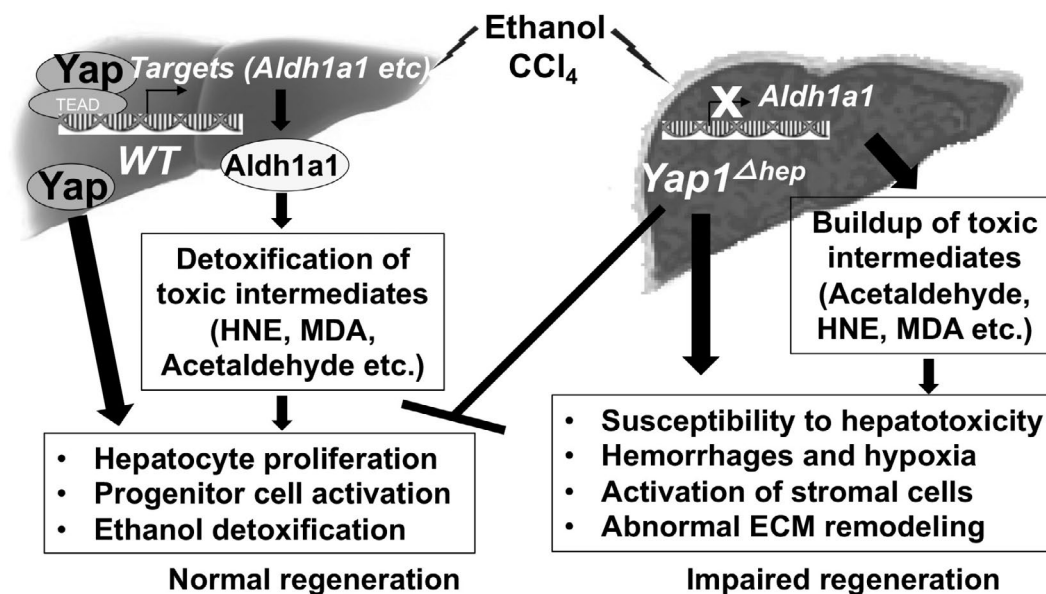 Ethanol
CCl₄
Yap
TEAD
Targets (Aldh1a1 etc)
WT
Yap
Aldh1a1
Detoxification of
toxic intermediates
(HNE, MDA,
Acetaldehyde etc.)
• Hepatocyte proliferation
• Progenitor cell activation
• Ethanol detoxification
Normal regeneration
X
Aldh1a1
Yap1^Δhep
Buildup of toxic
intermediates
(Acetaldehyde,
HNE, MDA etc.)
• Susceptibility to hepatotoxicity
• Hemorrhages and hypoxia
• Activation of stromal cells
• Abnormal ECM remodeling
Impaired regeneration